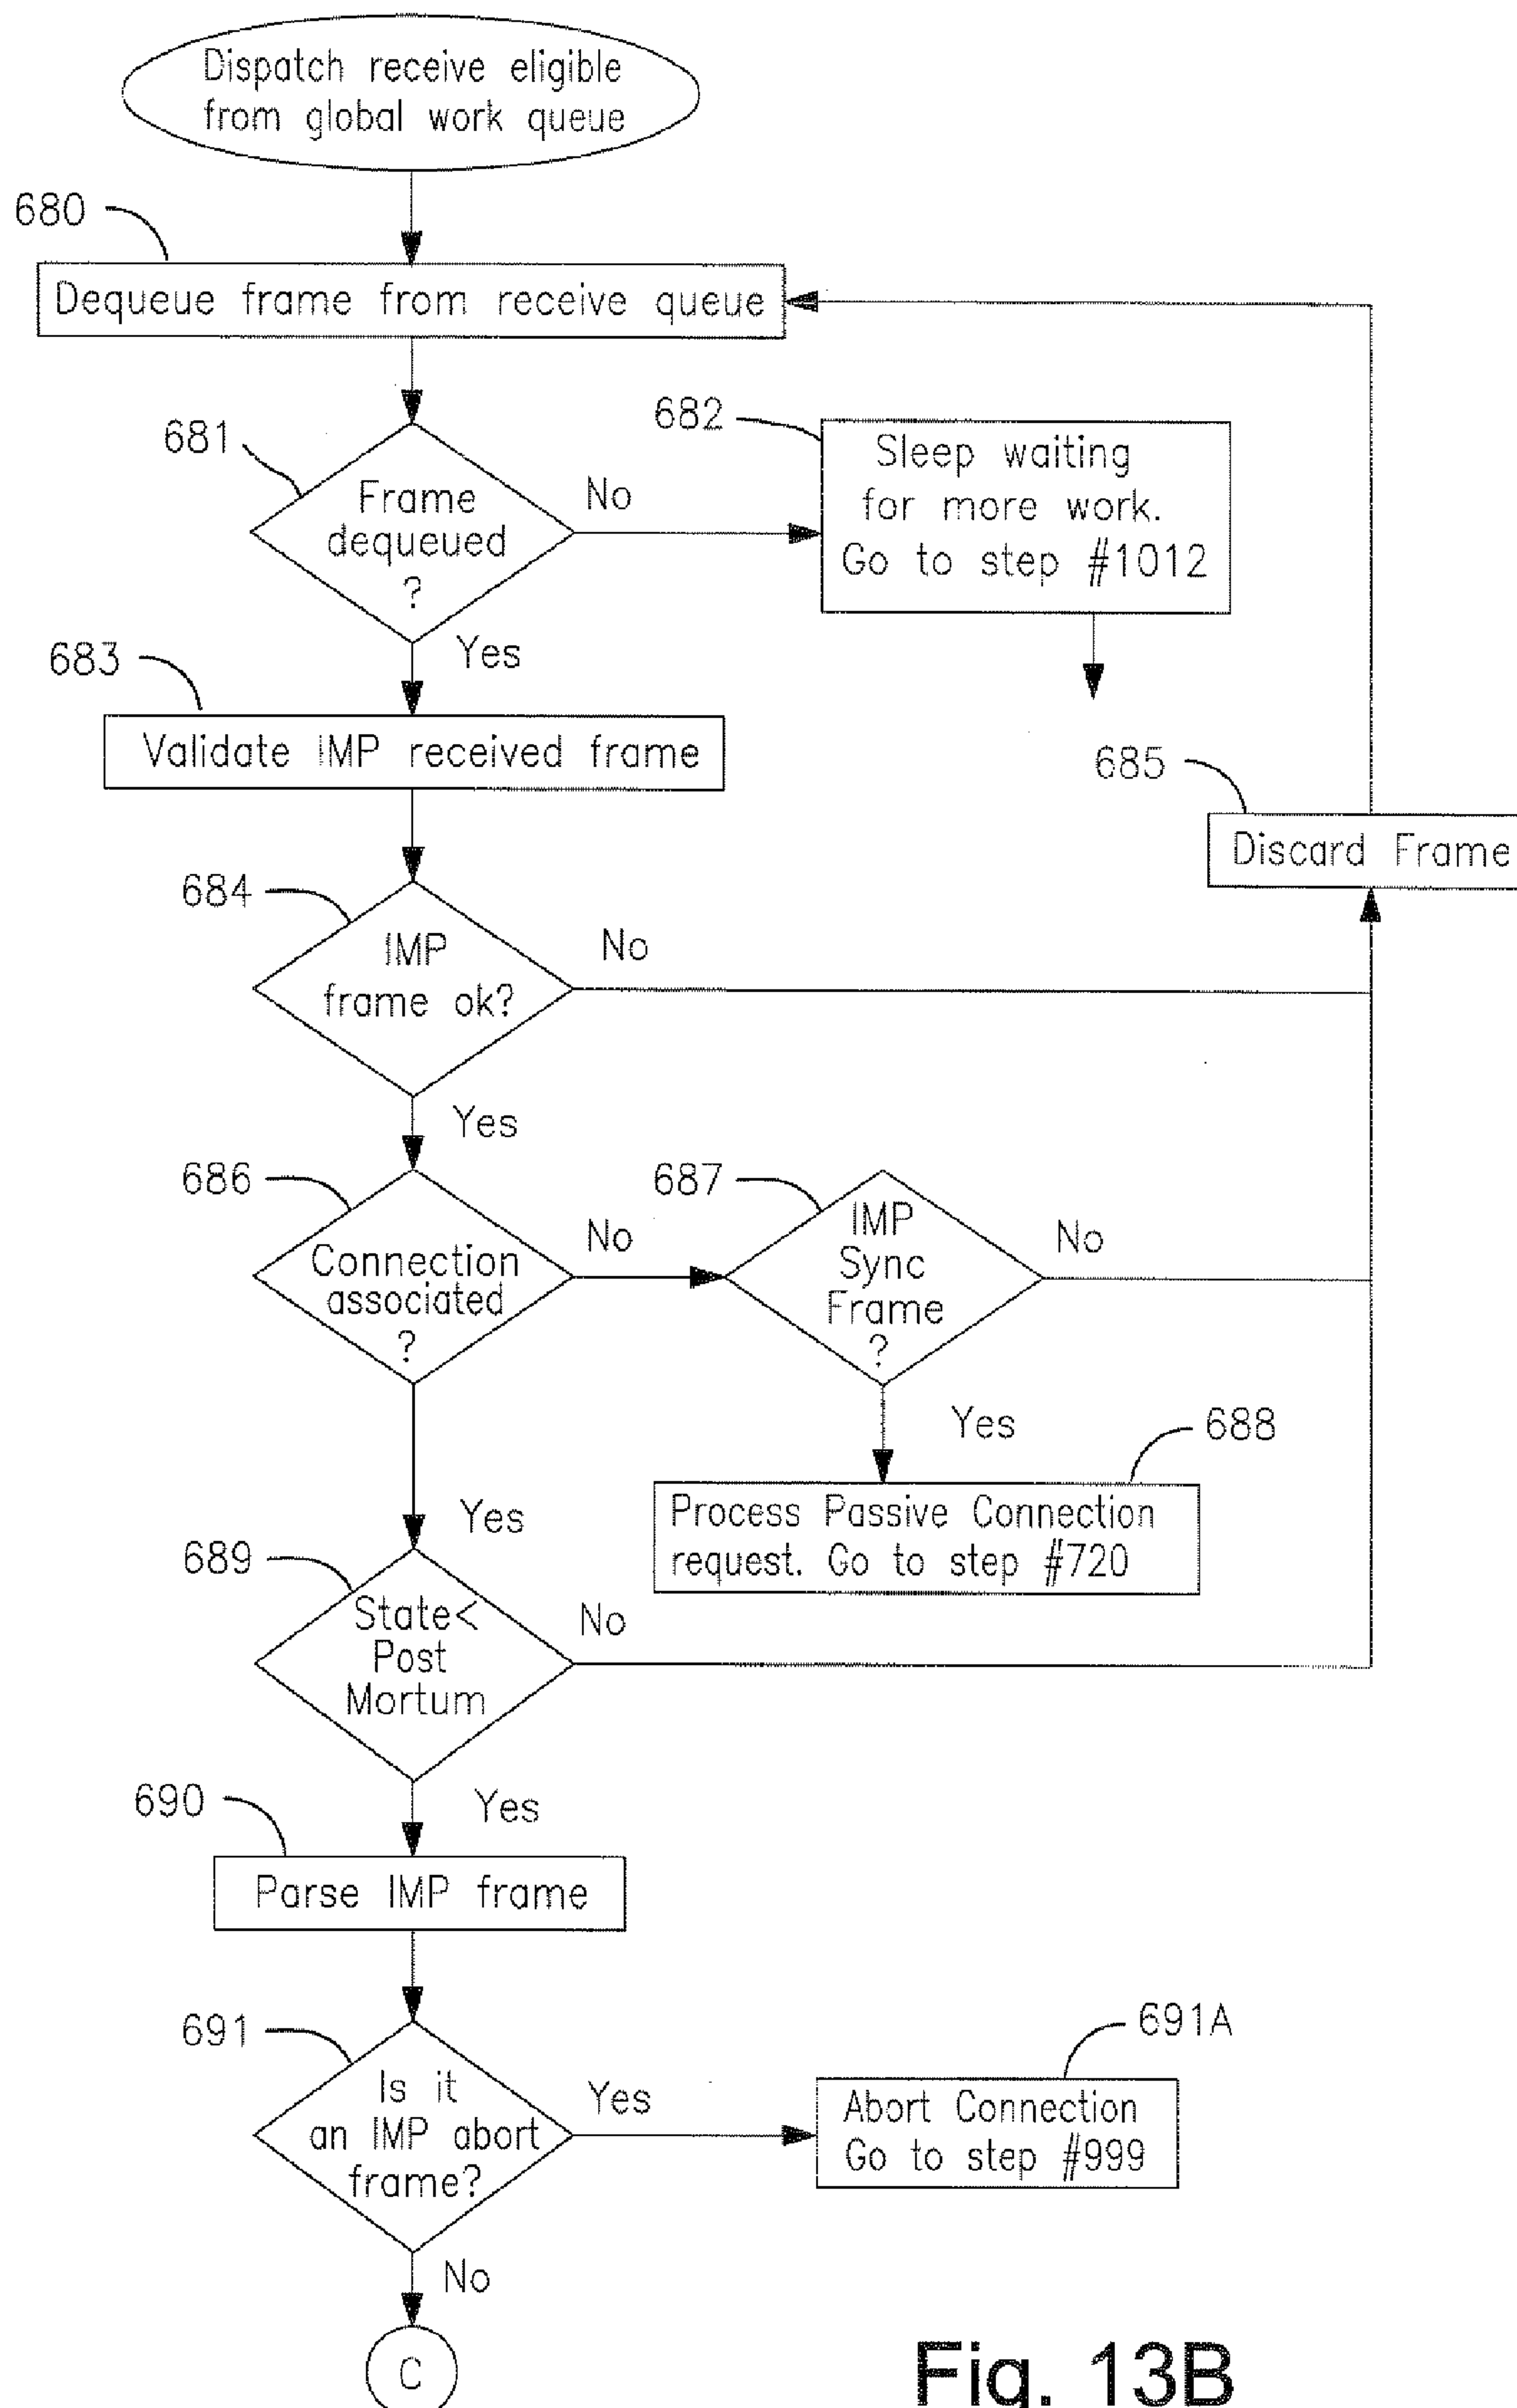 Dispatch receive eligible
from global work queue
680
Dequeue frame from receive queue
681
Frame
dequeued
?
No
682
Sleep waiting
for more work.
Go to step #1012
Yes
683
Validate IMP received frame
685
Discard Frame
684
IMP
frame ok?
No
Yes
686
Connection
associated
?
No
687
IMP
Sync
Frame
?
No
Yes
688
Process Passive Connection
request. Go to step #720
Yes
689
State<
Post
Mortum
No
Yes
690
Parse IMP frame
691
Is it
an IMP abort
frame?
Yes
691A
Abort Connection
Go to step #999
No
C
Fig. 13B